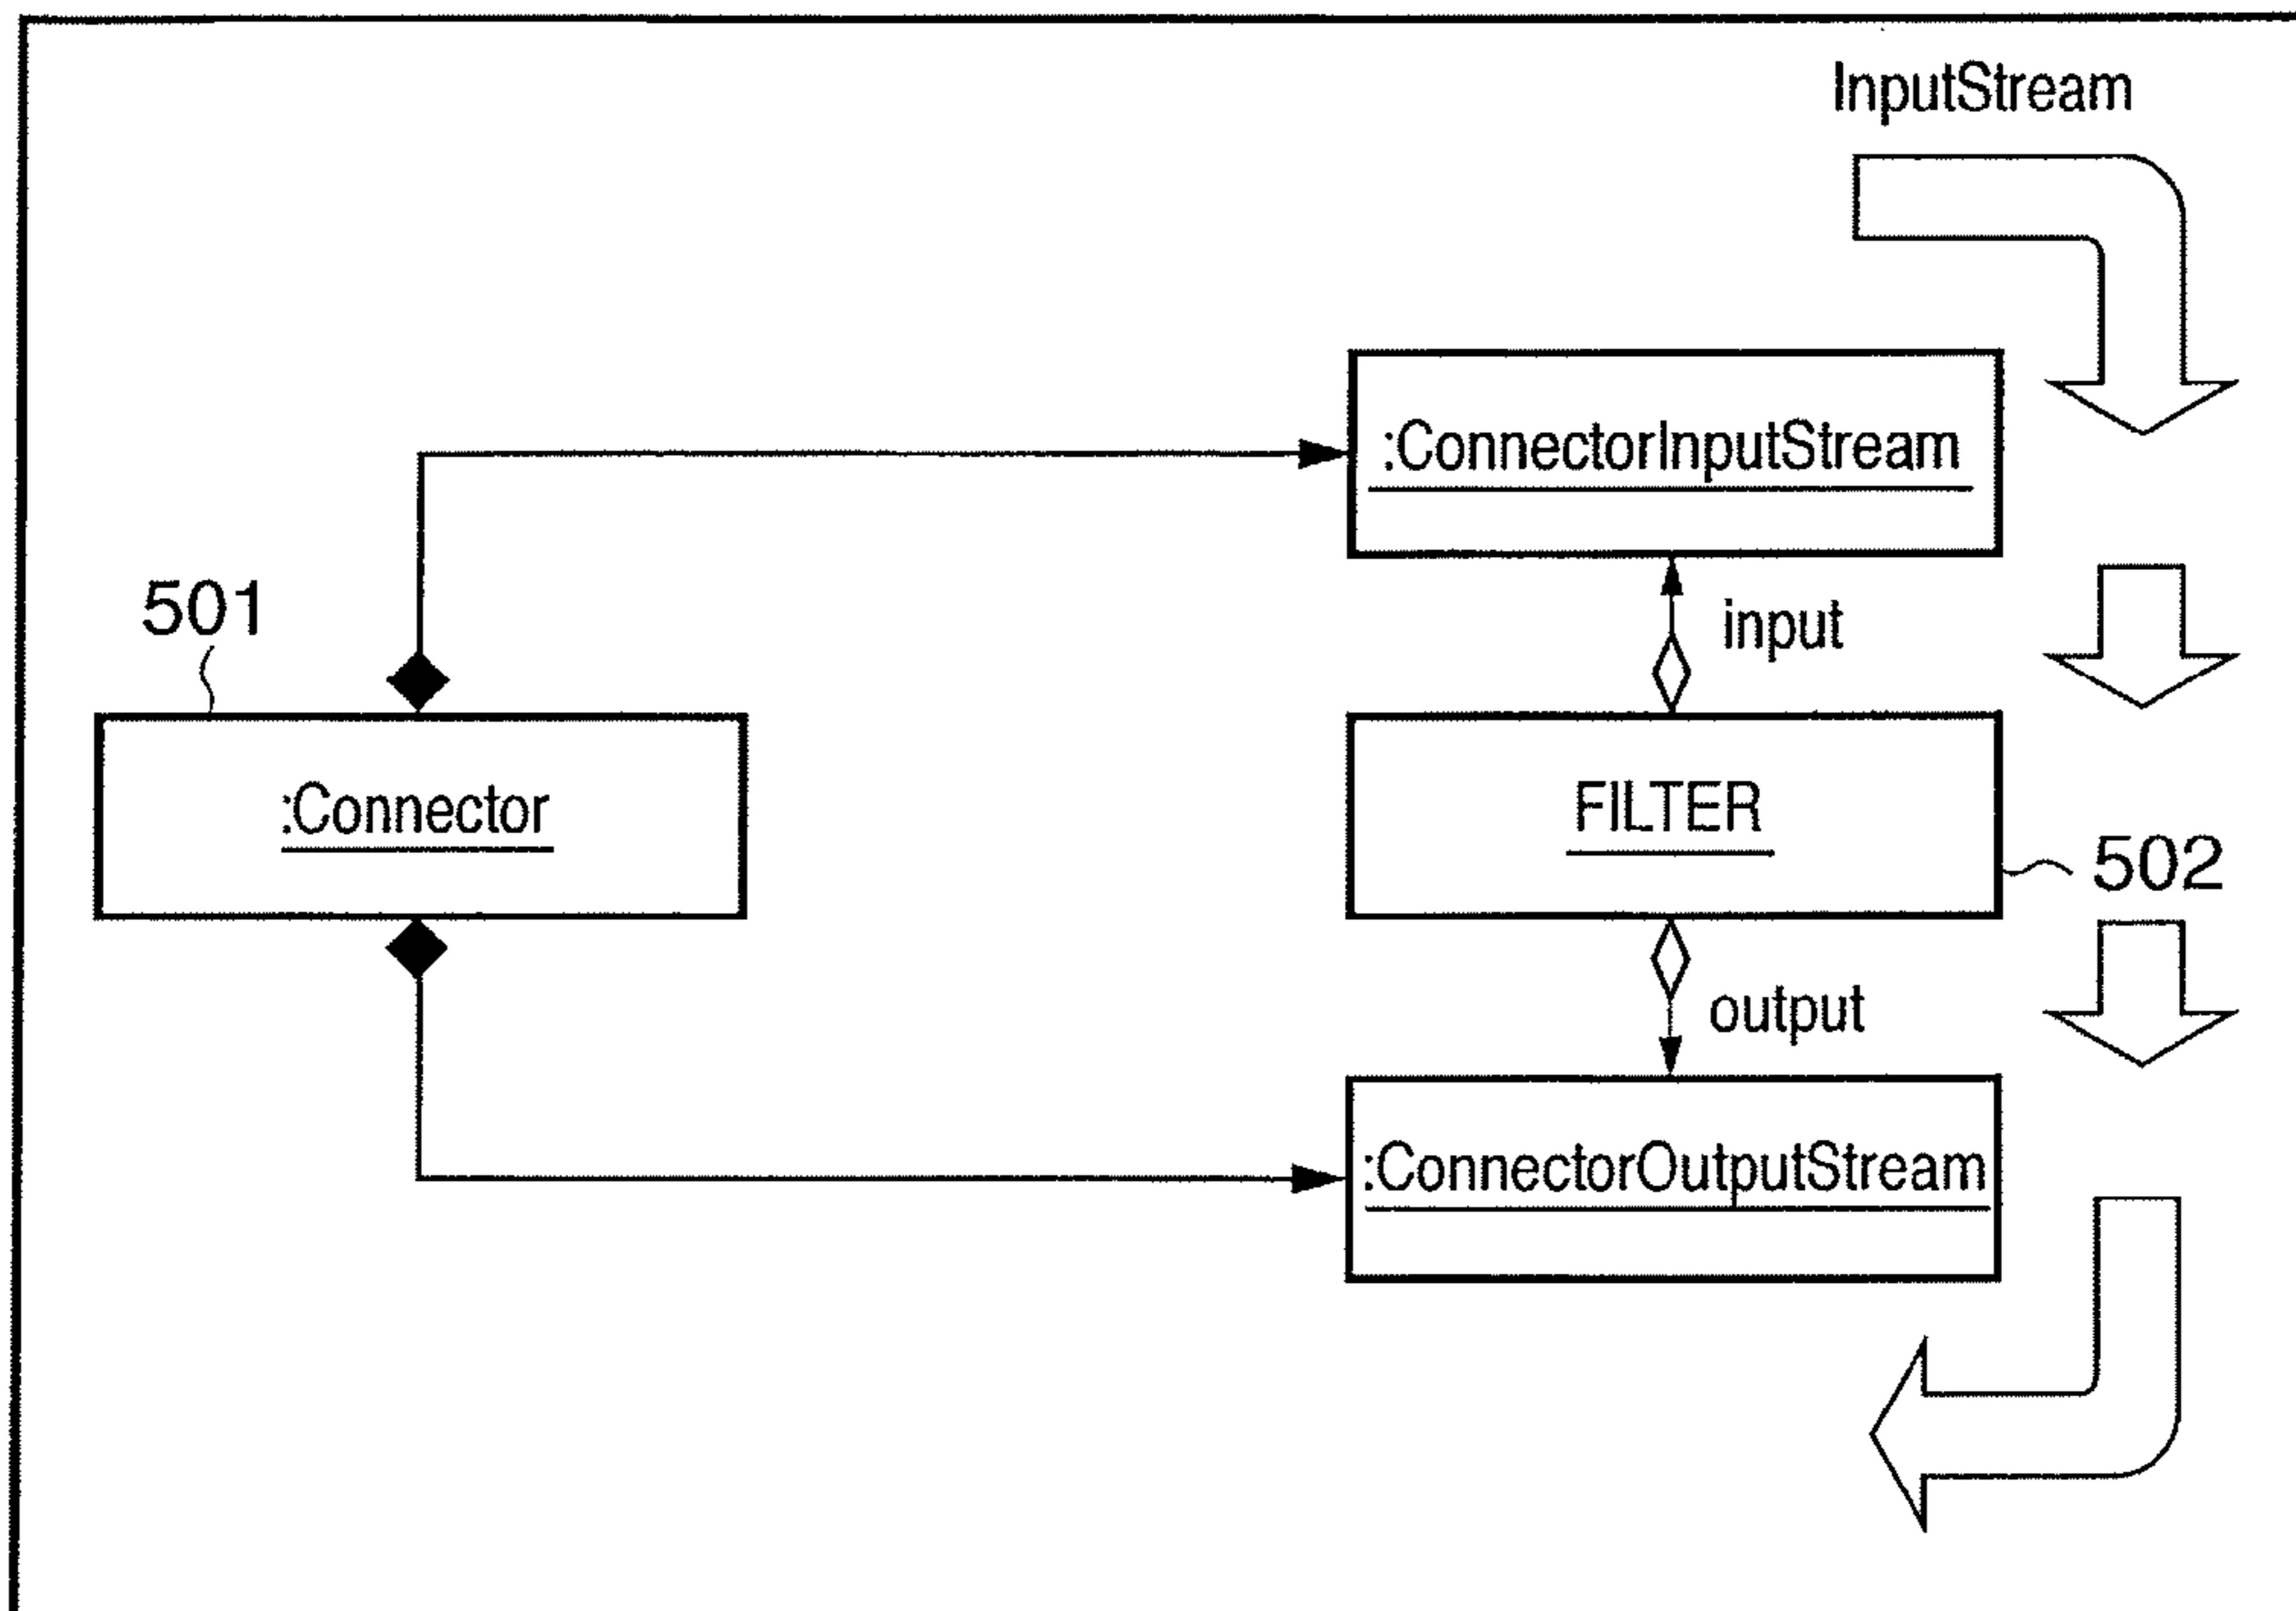 InputStream
:ConnectorInputStream
501
input
:Connector
FILTER
502
output
:ConnectorOutputStream